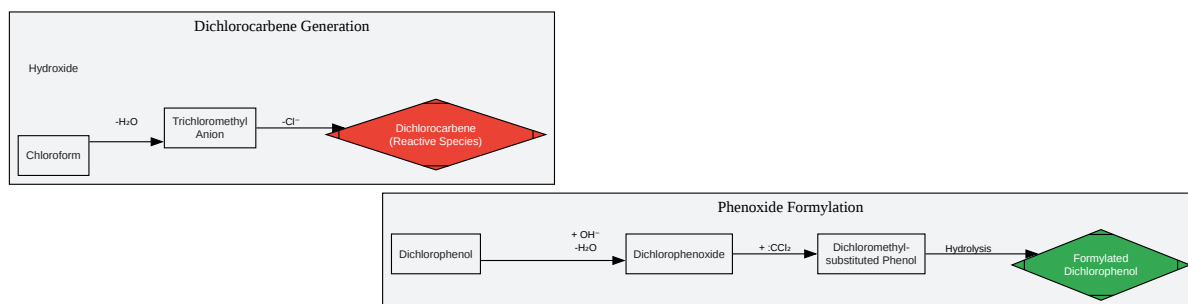 Dichlorocarbene Generation
Hydroxide
Chloroform
-H₂O
Trichloromethyl
Anion
-Cl⁻
Dichlorocarbene
(Reactive Species)
Phenoxide Formylation
Dichlorophenol
+ OH⁻
-H₂O
Dichlorophenoxide
+ :CCl₂
Dichloromethyl-
substituted Phenol
Hydrolysis
Formylated
Dichlorophenol